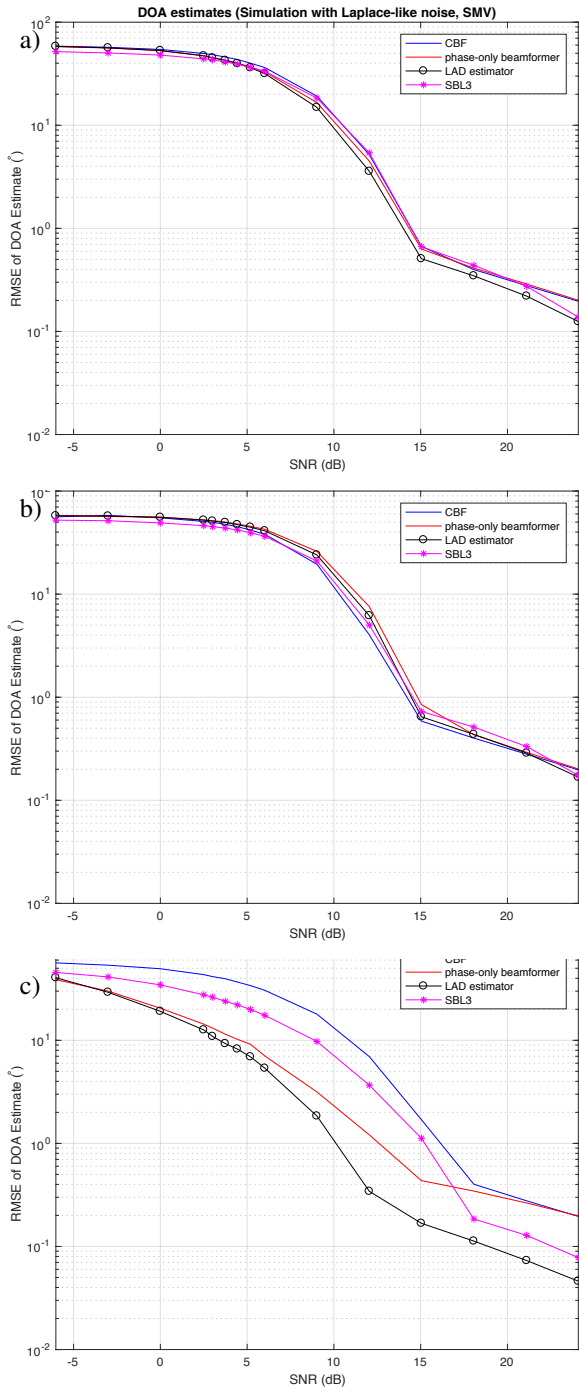 DOA estimates (Simulation with Laplace-like noise, SMV)
a)
10^2
10^1
10^0
10^-1
10^-2
RMSE of DOA Estimate (°)
CBF
phase-only beamformer
LAD estimator
SBL3
-5 0 5 10 15 20
SNR (dB)
b)
10^2
10^1
10^0
10^-1
10^-2
RMSE of DOA Estimate (°)
CBF
phase-only beamformer
LAD estimator
SBL3
-5 0 5 10 15 20
SNR (dB)
c)
10^1
10^0
10^-1
10^-2
RMSE of DOA Estimate (°)
CBF
phase-only beamformer
LAD estimator
SBL3
-5 0 5 10 15 20
SNR (dB)